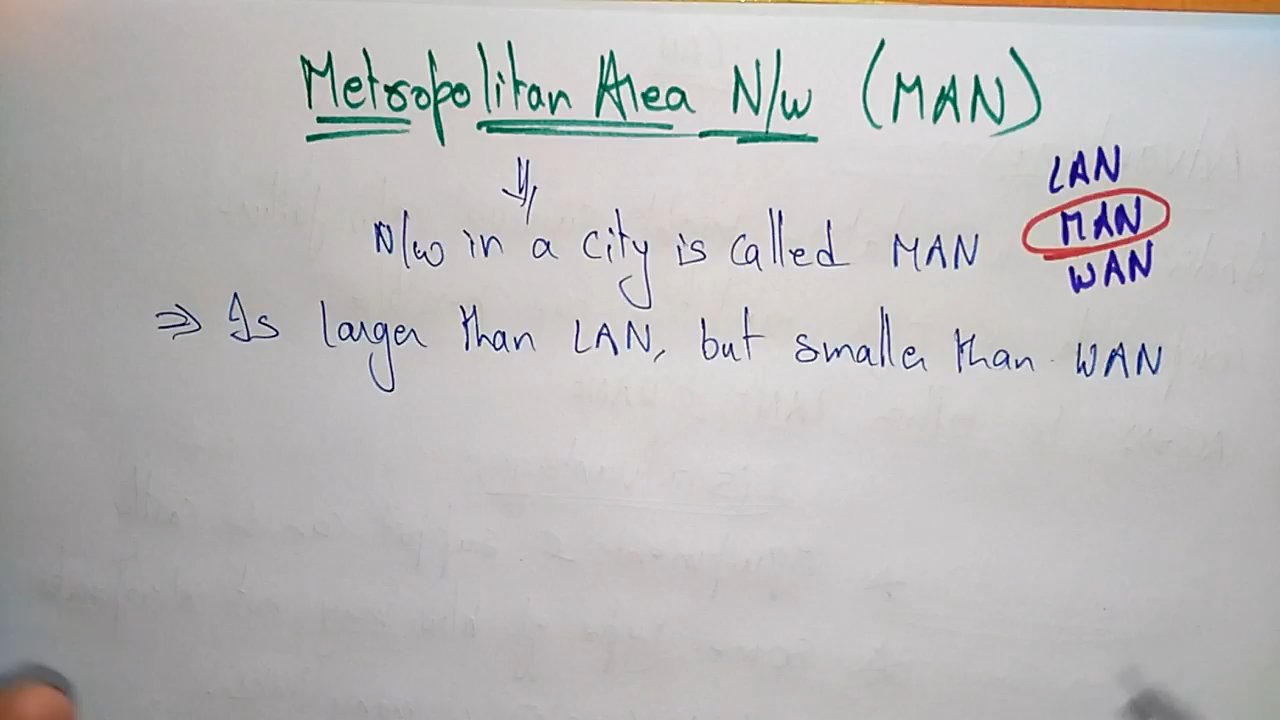 Metropolitan Area N/w (MAN)
LAN
MAN
WAN
N/w in a city is called MAN
⇒ Is larger than LAN, but smaller than WAN